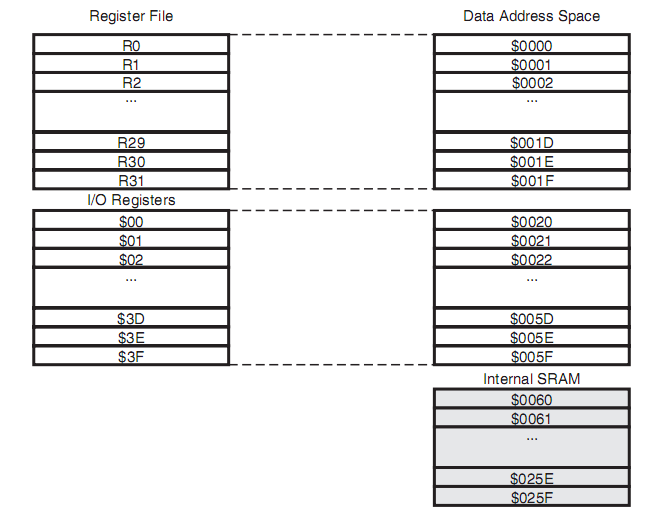 Register File
Data Address Space
R0
$0000
R1
$0001
R2
$0002
...
...
R29
$001D
R30
$001E
R31
$001F
I/O Registers
$00
$0020
$01
$0021
$02
$0022
...
...
$3D
$005D
$3E
$005E
$3F
$005F
Internal SRAM
$0060
$0061
...
$025E
$025F